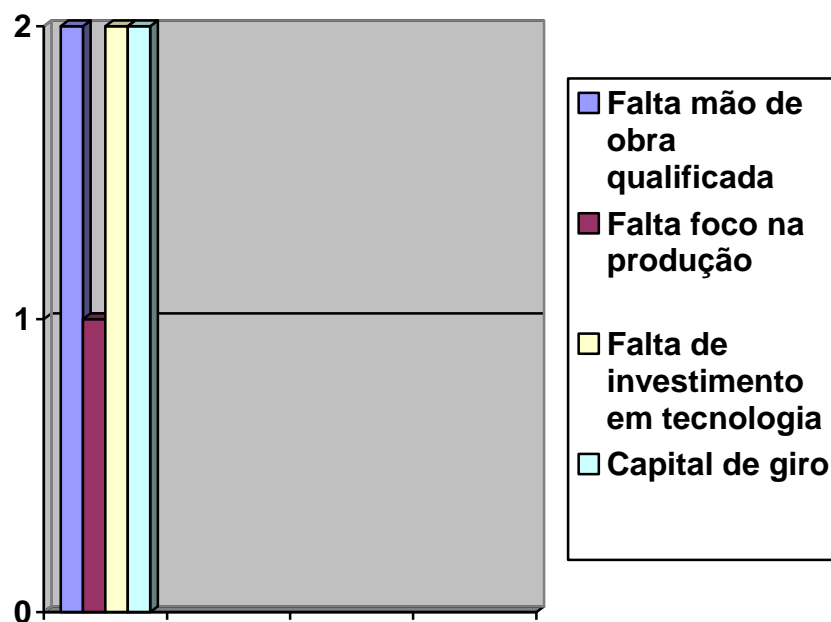 2
1
0
Falta mão de
obra
qualificada
Falta foco na
produção
Falta de
investimento
em tecnologia
Capital de giro